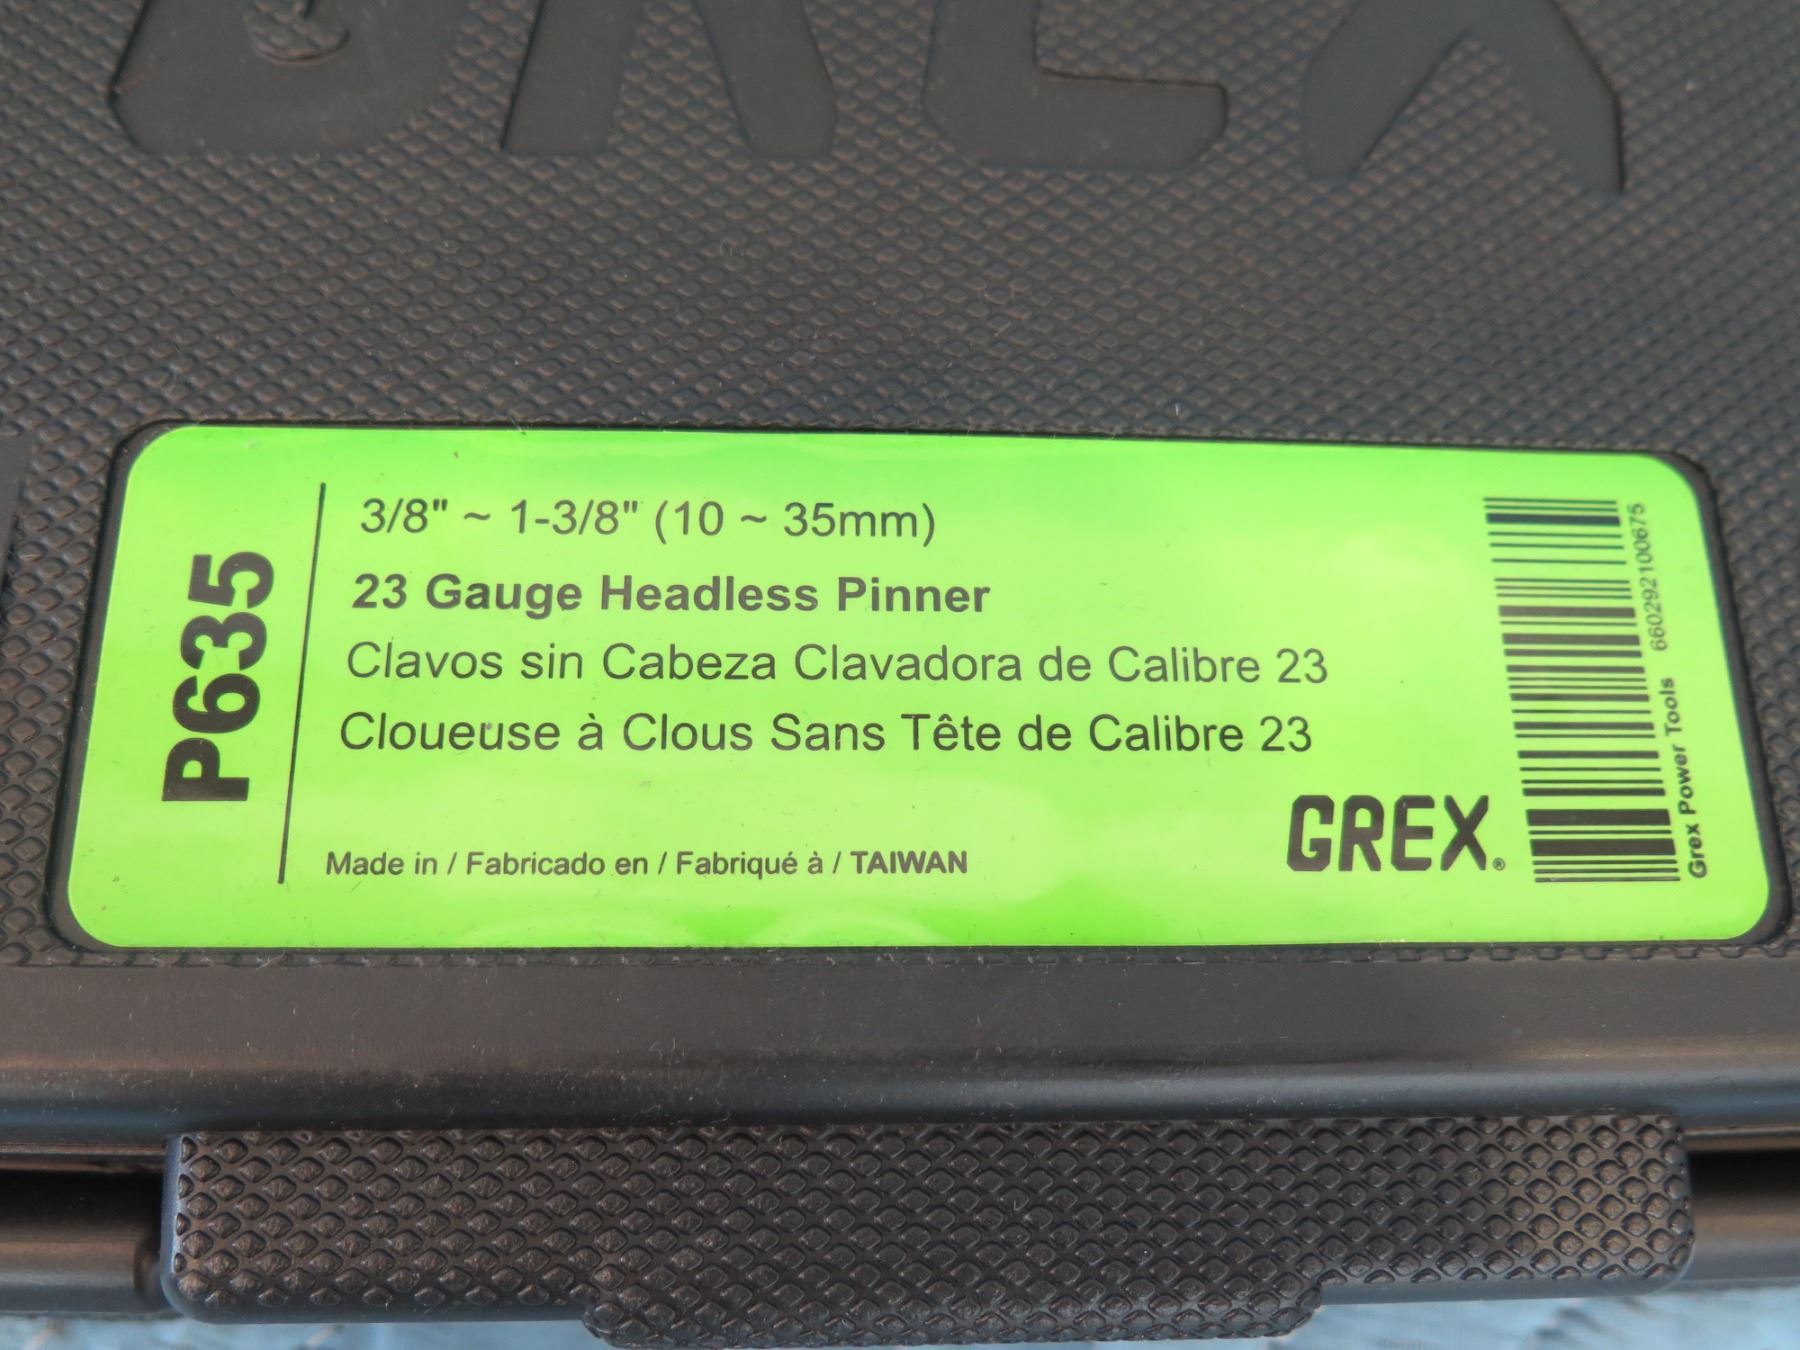 GREX
P635
3/8" ~ 1-3/8" (10 ~ 35mm)
23 Gauge Headless Pinner
Clavos sin Cabeza Clavadora de Calibre 23
Cloueuse à Clous Sans Tête de Calibre 23
Made in / Fabricado en / Fabriqué à / TAIWAN
GREX®
Grex Power Tools 660292100675